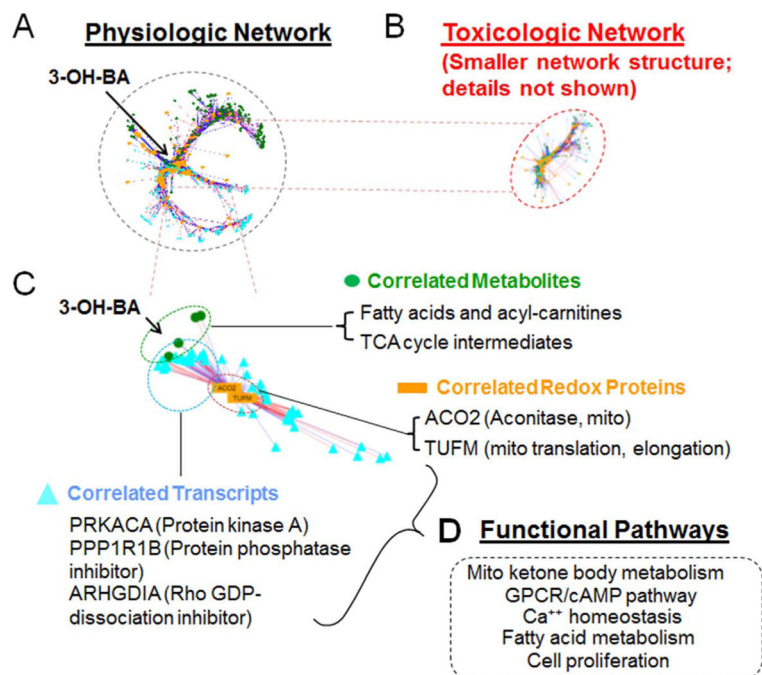 A
Physiologic Network
B
Toxicologic Network
(Smaller network structure;
details not shown)
3-OH-BA
C
Correlated Metabolites
3-OH-BA
Fatty acids and acyl-carnitines
TCA cycle intermediates
Correlated Redox Proteins
ACO2
TUFM
ACO2 (Aconitase, mito)
TUFM (mito translation, elongation)
Correlated Transcripts
PRKACA (Protein kinase A)
PPP1R1B (Protein phosphatase
inhibitor)
ARHGDIA (Rho GDP-
dissociation inhibitor)
D Functional Pathways
Mito ketone body metabolism
GPCR/cAMP pathway
Ca⁺⁺ homeostasis
Fatty acid metabolism
Cell proliferation